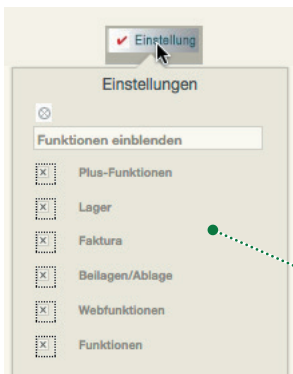 Einstellung
Einstellungen
Funktionen einblenden
Plus-Funktionen
Lager
Faktura
Beilagen/Ablage
Webfunktionen
Funktionen